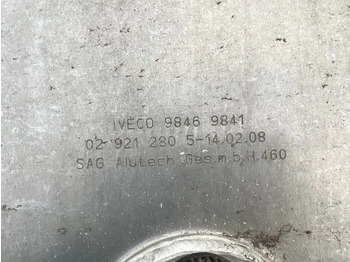 IVECO 9846 9841
02 921 280 5-14.02.08
SAG Alutech Ges.m.b.H.460